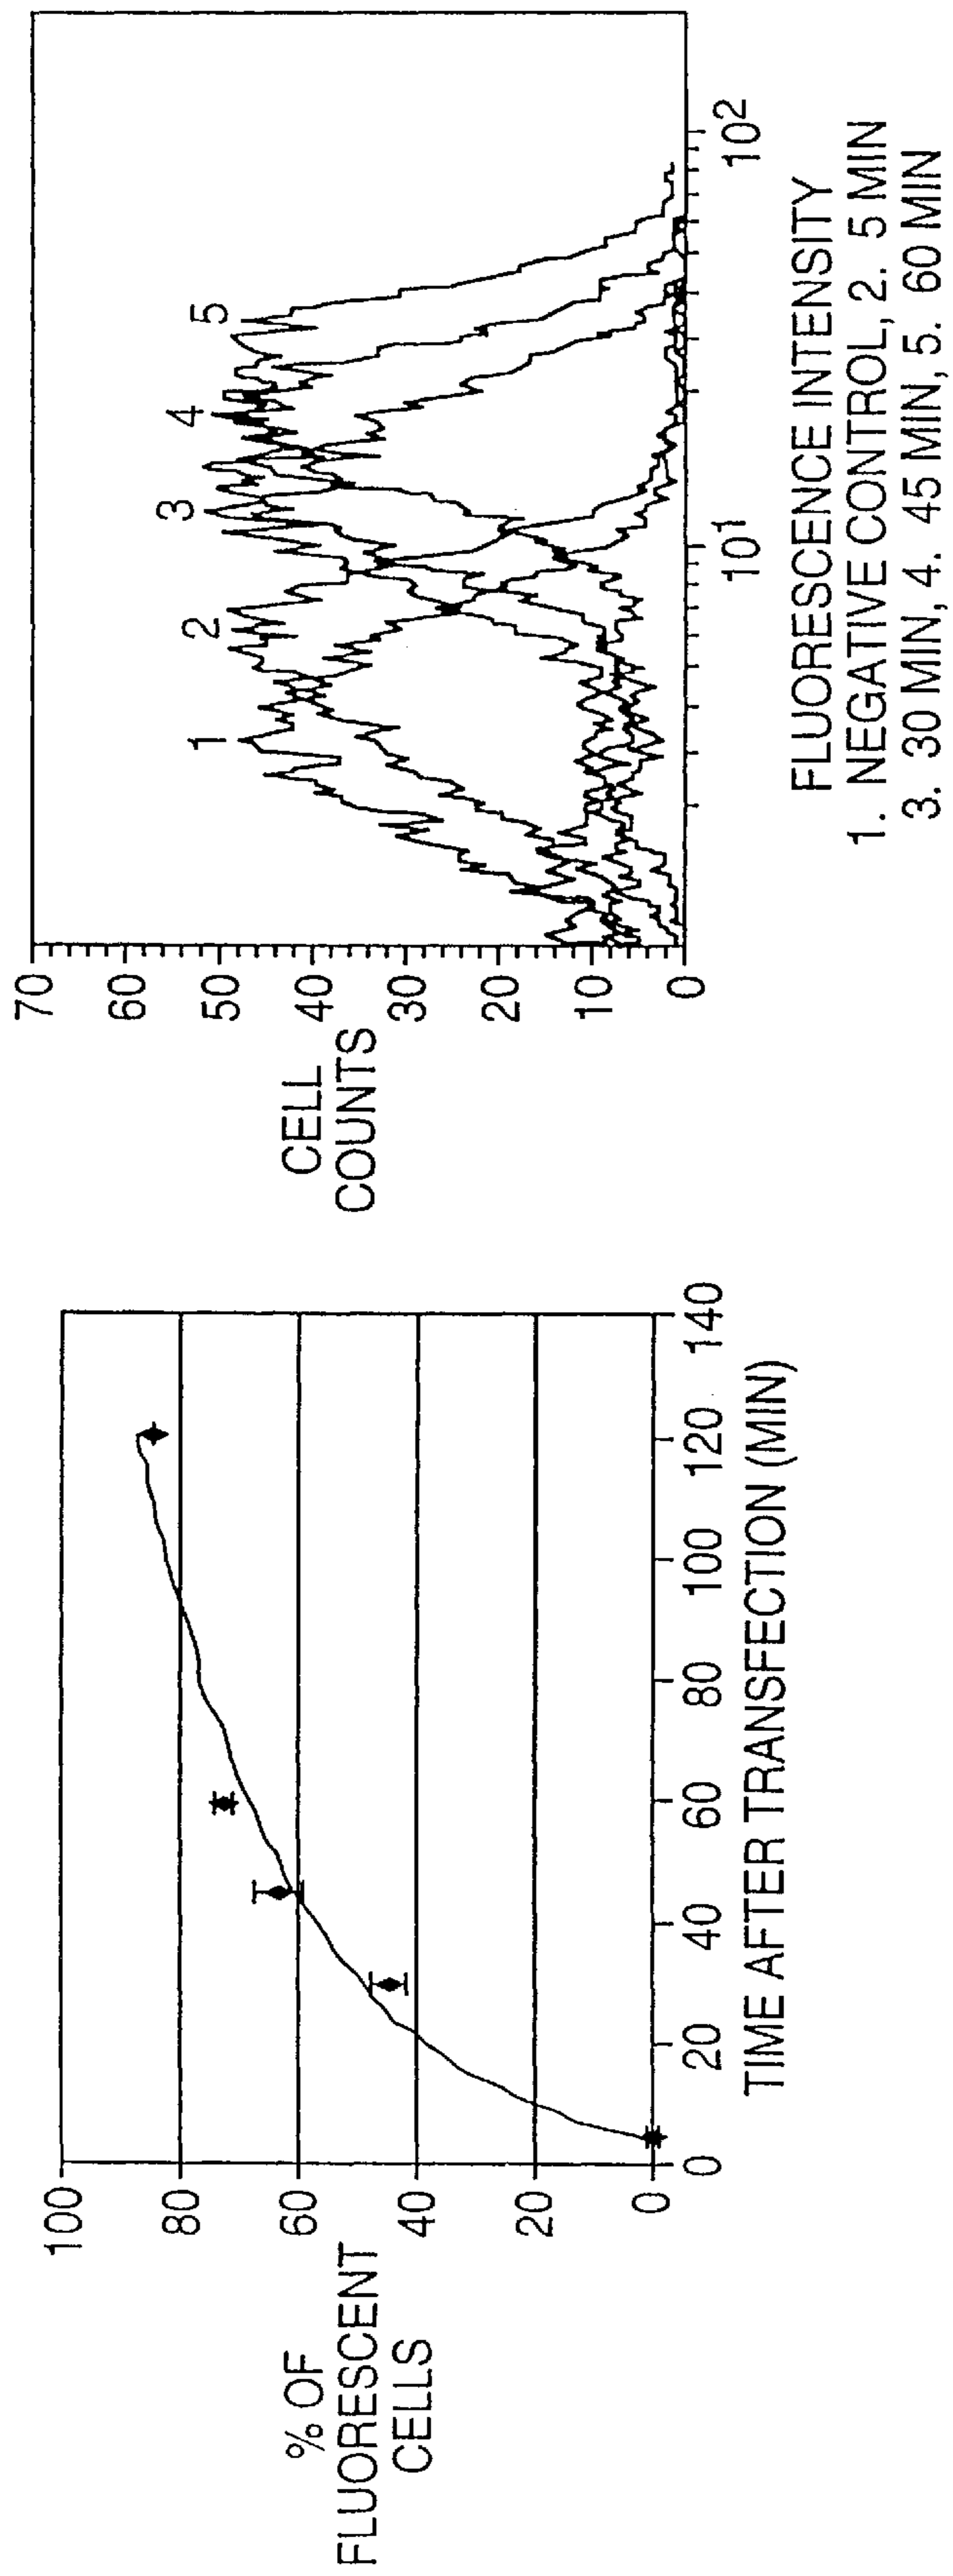 % OF
FLUORESCENT
CELLS
100
80
60
40
20
0
0 20 40 60 80 100 120 140
TIME AFTER TRANSFECTION (MIN)
CELL
COUNTS
70
60
50
40
30
20
10
0
1 2 3 4 5
10¹ 10²
FLUORESCENCE INTENSITY
1. NEGATIVE CONTROL, 2. 5 MIN
3. 30 MIN, 4. 45 MIN, 5. 60 MIN